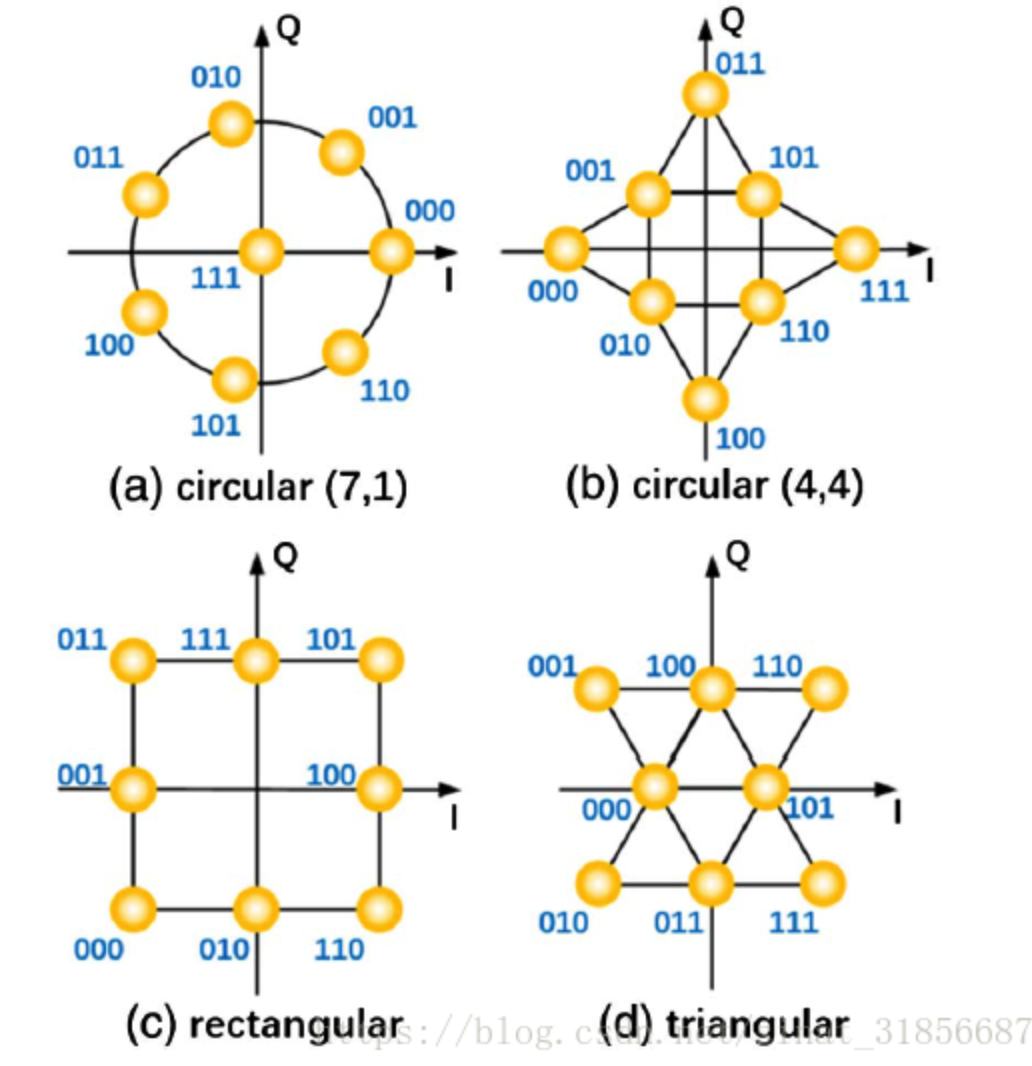 Q
010
001
011
000
111
I
100
110
101
(a) circular (7,1)
Q
011
001
101
000
I
111
010
110
100
(b) circular (4,4)
Q
011 111 101
001 100
I
000 010 110
(c) rectangular
Q
001 100 110
000 101
I
010 011 111
(d) triangular
https://blog.csdn.net/sinat_31856687